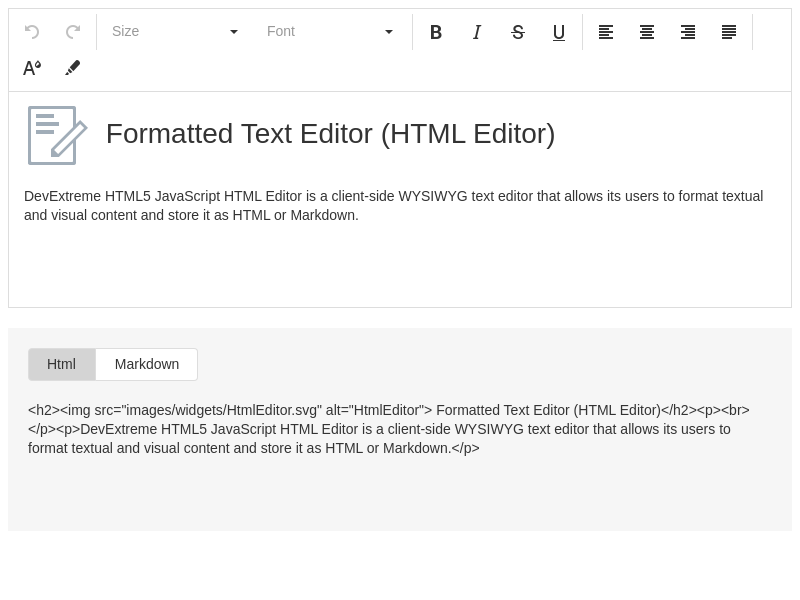 Size Font B I S U
A
Formatted Text Editor (HTML Editor)
DevExtreme HTML5 JavaScript HTML Editor is a client-side WYSIWYG text editor that allows its users to format textual
and visual content and store it as HTML or Markdown.
Html Markdown
<h2><img src="images/widgets/HtmlEditor.svg" alt="HtmlEditor"> Formatted Text Editor (HTML Editor)</h2><p><br>
</p><p>DevExtreme HTML5 JavaScript HTML Editor is a client-side WYSIWYG text editor that allows its users to
format textual and visual content and store it as HTML or Markdown.</p>